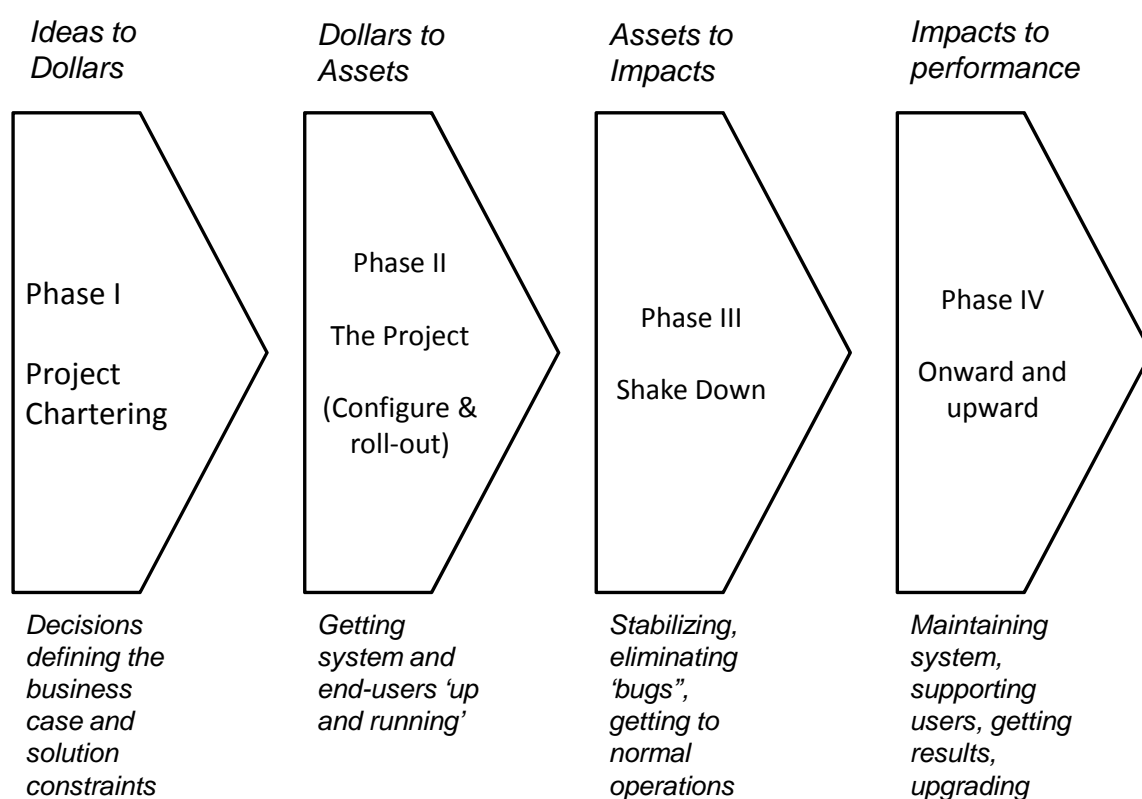 Ideas to
Dollars
Dollars to
Assets
Assets to
Impacts
Impacts to
performance
Phase I
Project
Chartering
Phase II
The Project
(Configure &
roll-out)
Phase III
Shake Down
Phase IV
Onward and
upward
Decisions
defining the
business
case and
solution
constraints
Getting
system and
end-users ‘up
and running’
Stabilizing,
eliminating
‘bugs”,
getting to
normal
operations
Maintaining
system,
supporting
users, getting
results,
upgrading